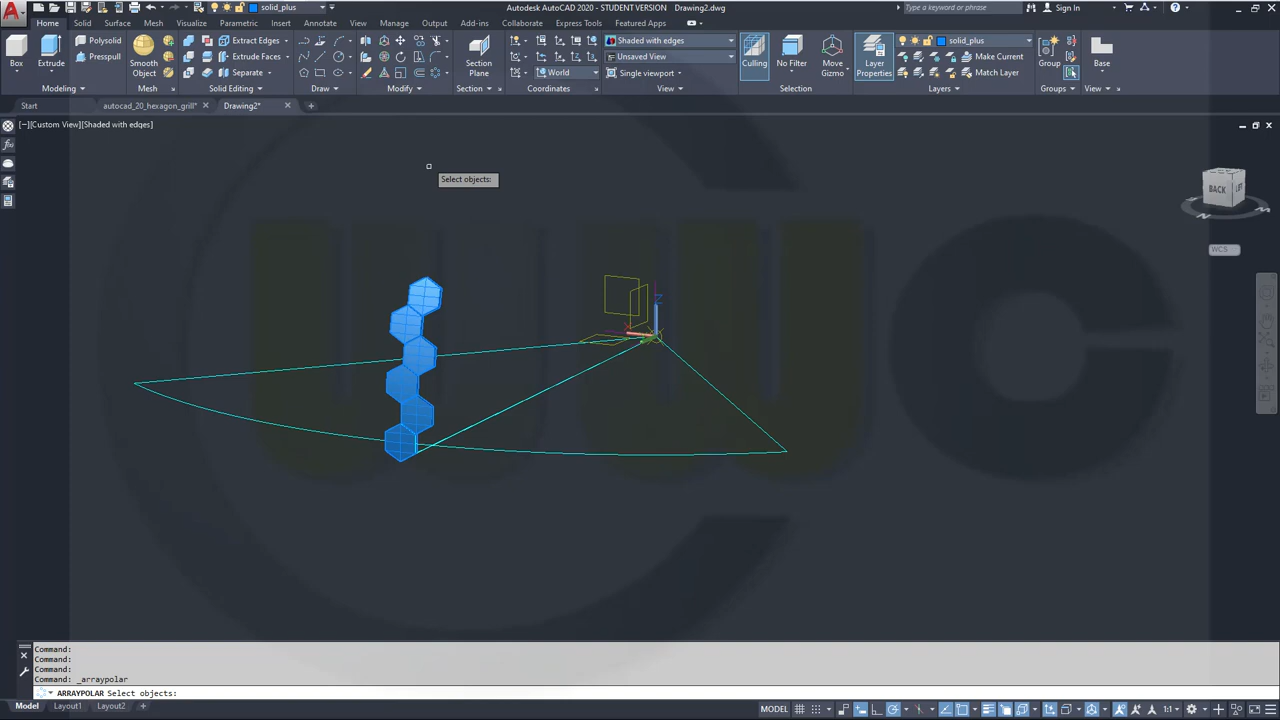 solid_plus
Autodesk AutoCAD 2020 - STUDENT VERSION Drawing2.dwg
Type a keyword or phrase
Sign In
Home Solid Surface Mesh Visualize Parametric Insert Annotate View Manage Output Add-ins Collaborate Express Tools Featured Apps
Box
Extrude
Polysolid
Presspull
Smooth
Object
Extract Edges
Extrude Faces
Separate
Section
Plane
World
Shaded with edges
Unsaved View
Single viewport
Culling
No Filter
Move
Gizmo
Layer
Properties
solid_plus
Make Current
Match Layer
Group
Base
Modeling Mesh Solid Editing Draw Modify Section Coordinates View Selection Layers Groups View
Start autocad_20_hexagon_grill* Drawing2*
[−][Custom View][Shaded with edges]
Select objects:
BACK
LEFT
WCS
Command:
Command:
Command:
Command: _arraypolar
ARRAYPOLAR Select objects:
Model Layout1 Layout2
MODEL
1:1